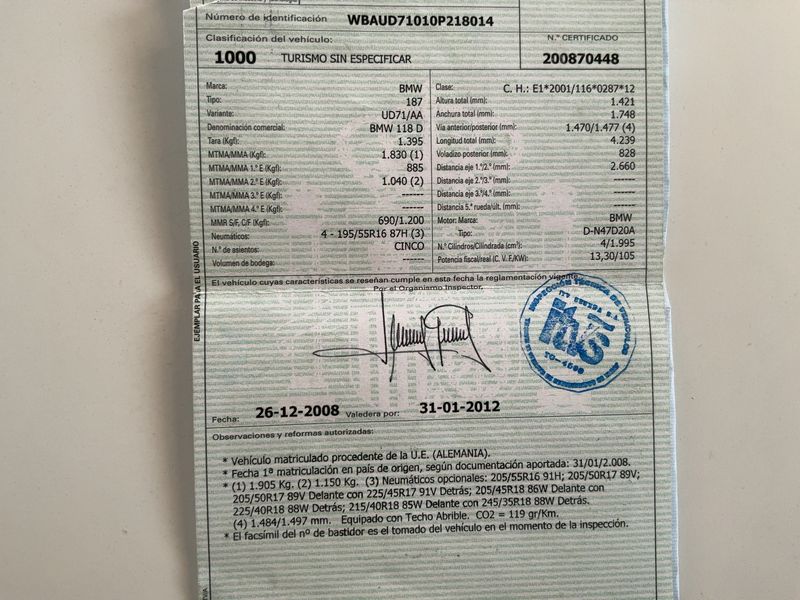 Número de identificación WBAUD71010P218014
Clasificación del vehículo:
N.º CERTIFICADO
1000 TURISMO SIN ESPECIFICAR
200870448
Marca: BMW
Tipo: 187
Variante: UD71/AA
Denominación comercial: BMW 118 D
Tara (Kgf): 1.395
MTMA/MMA (Kgf): 1.830 (1)
MTMA/MMA 1.º E (Kgf): 885
MTMA/MMA 2.º E (Kgf): 1.040 (2)
MTMA/MMA 3.º E (Kgf): ------
MTMA/MMA 4.º E (Kgf): ------
MMR S/F, C/F (Kgf): 690/1.200
Neumáticos: 4 - 195/55R16 87H (3)
N.º de asientos: CINCO
Volumen de bodega: ------
Clase: C. H.: E1*2001/116*0287*12
Altura total (mm): 1.421
Anchura total (mm): 1.748
Vía anterior/posterior (mm): 1.470/1.477 (4)
Longitud total (mm): 4.239
Voladizo posterior (mm): 828
Distancia eje 1.º/2.º (mm): 2.660
Distancia eje 2.º/3.º (mm): ------
Distancia eje 3.º/4.º (mm): ------
Distancia 5.ª rueda/últ. (mm): ------
Motor: Marca: BMW
Tipo: D-N47D20A
N.º Cilindros/Cilindrada (cm³): 4/1.995
Potencia fiscal/real (C. V. F./KW): 13,30/105
EJEMPLAR PARA EL USUARIO
El vehículo cuyas características se reseñan cumple en esta fecha la reglamentación vigente.
Por el Organismo Inspector,
INSPECCIÓN TÉCNICA DE VEHÍCULOS
Fecha: 26-12-2008 Valedera por: 31-01-2012
Observaciones y reformas autorizadas:
* Vehículo matriculado procedente de la U.E. (ALEMANIA).
* Fecha 1ª matriculación en país de origen, según documentación aportada: 31/01/2.008.
* (1) 1.905 Kg. (2) 1.150 Kg. (3) Neumáticos opcionales: 205/55R16 91H; 205/50R17 89V;
205/50R17 89V Delante con 225/45R17 91V Detrás; 205/45R18 86W Delante con
225/40R18 88W Detrás; 215/40R18 85W Delante con 245/35R18 88W Detrás.
(4) 1.484/1.497 mm. Equipado con Techo Abrible. CO2 = 119 gr/Km.
* El facsímil del nº de bastidor es el tomado del vehículo en el momento de la inspección.